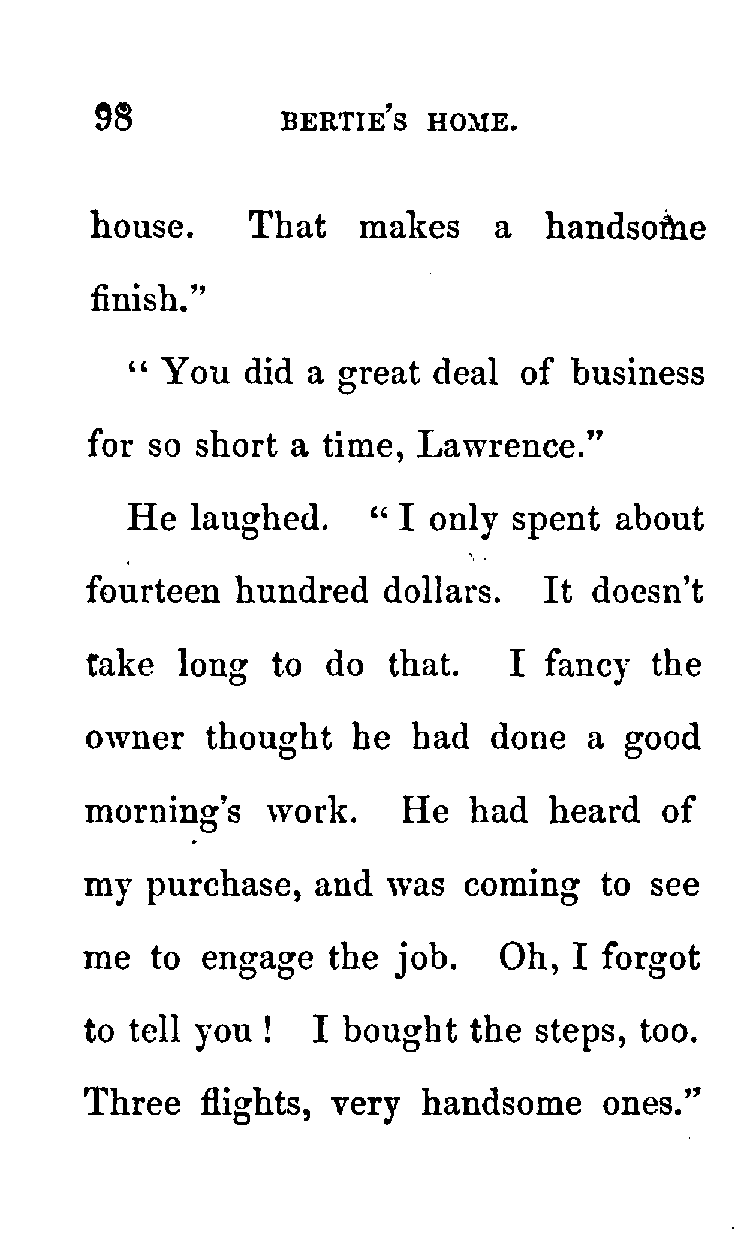 98 BERTIE'S HOME.
house. That makes a handsome
finish."
" You did a great deal of business
for so short a time, Lawrence."
He laughed. " I only spent about
fourteen hundred dollars. It doesn't
take long to do that. I fancy the
owner thought he had done a good
morning's work. He had heard of
my purchase, and was coming to see
me to engage the job. Oh, I forgot
to tell you ! I bought the steps, too.
Three flights, very handsome ones."